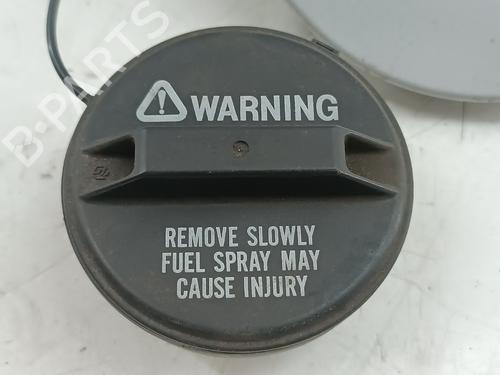 B-PARTS
WARNING
REMOVE SLOWLY
FUEL SPRAY MAY
CAUSE INJURY